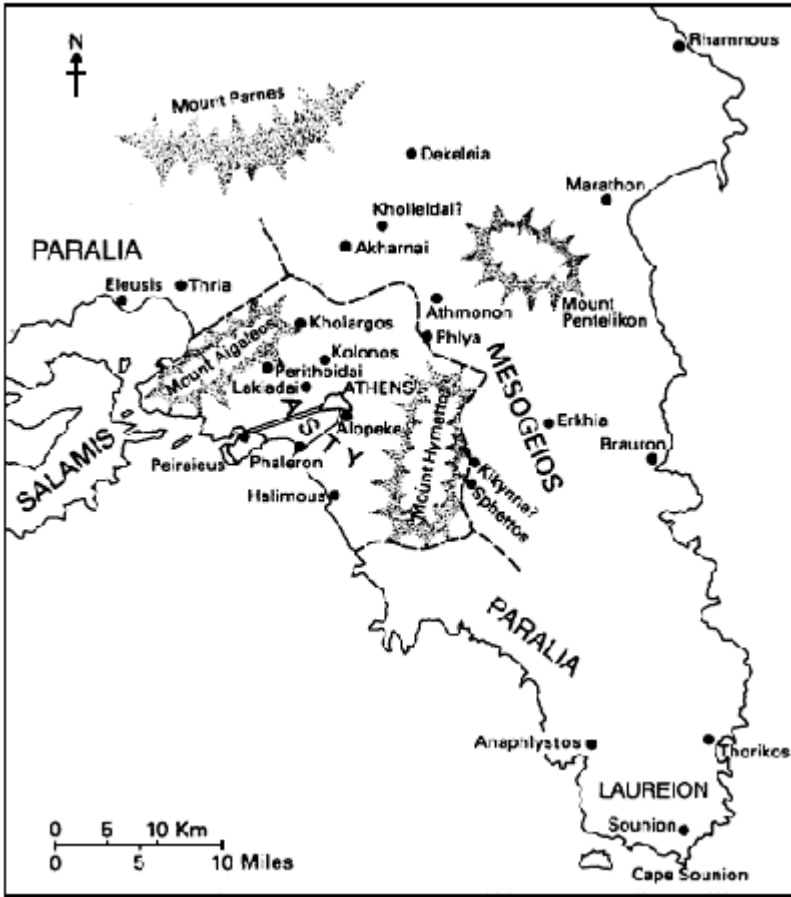 N
Rhamnous
Mount Parnes
Dekeleia
Marathon
Kholleidai?
Akharnai
PARALIA
Eleusis
Thria
Athmonon
Mount
Pentelikon
Kholargos
Phlya
Mount Aigaleos
Kolonos
Perithoidai
MESOGEIOS
Lakiadai
ATHENS
ASTY
Alopeke
Erkhia
Mount Hymettos
SALAMIS
Peiraieus
Phaleron
Brauron
Kikynna?
Sphettos
Halimous
PARALIA
Anaphlystos
Thorikos
LAUREION
Sounion
0 5 10 Km
0 5 10 Miles
Cape Sounion